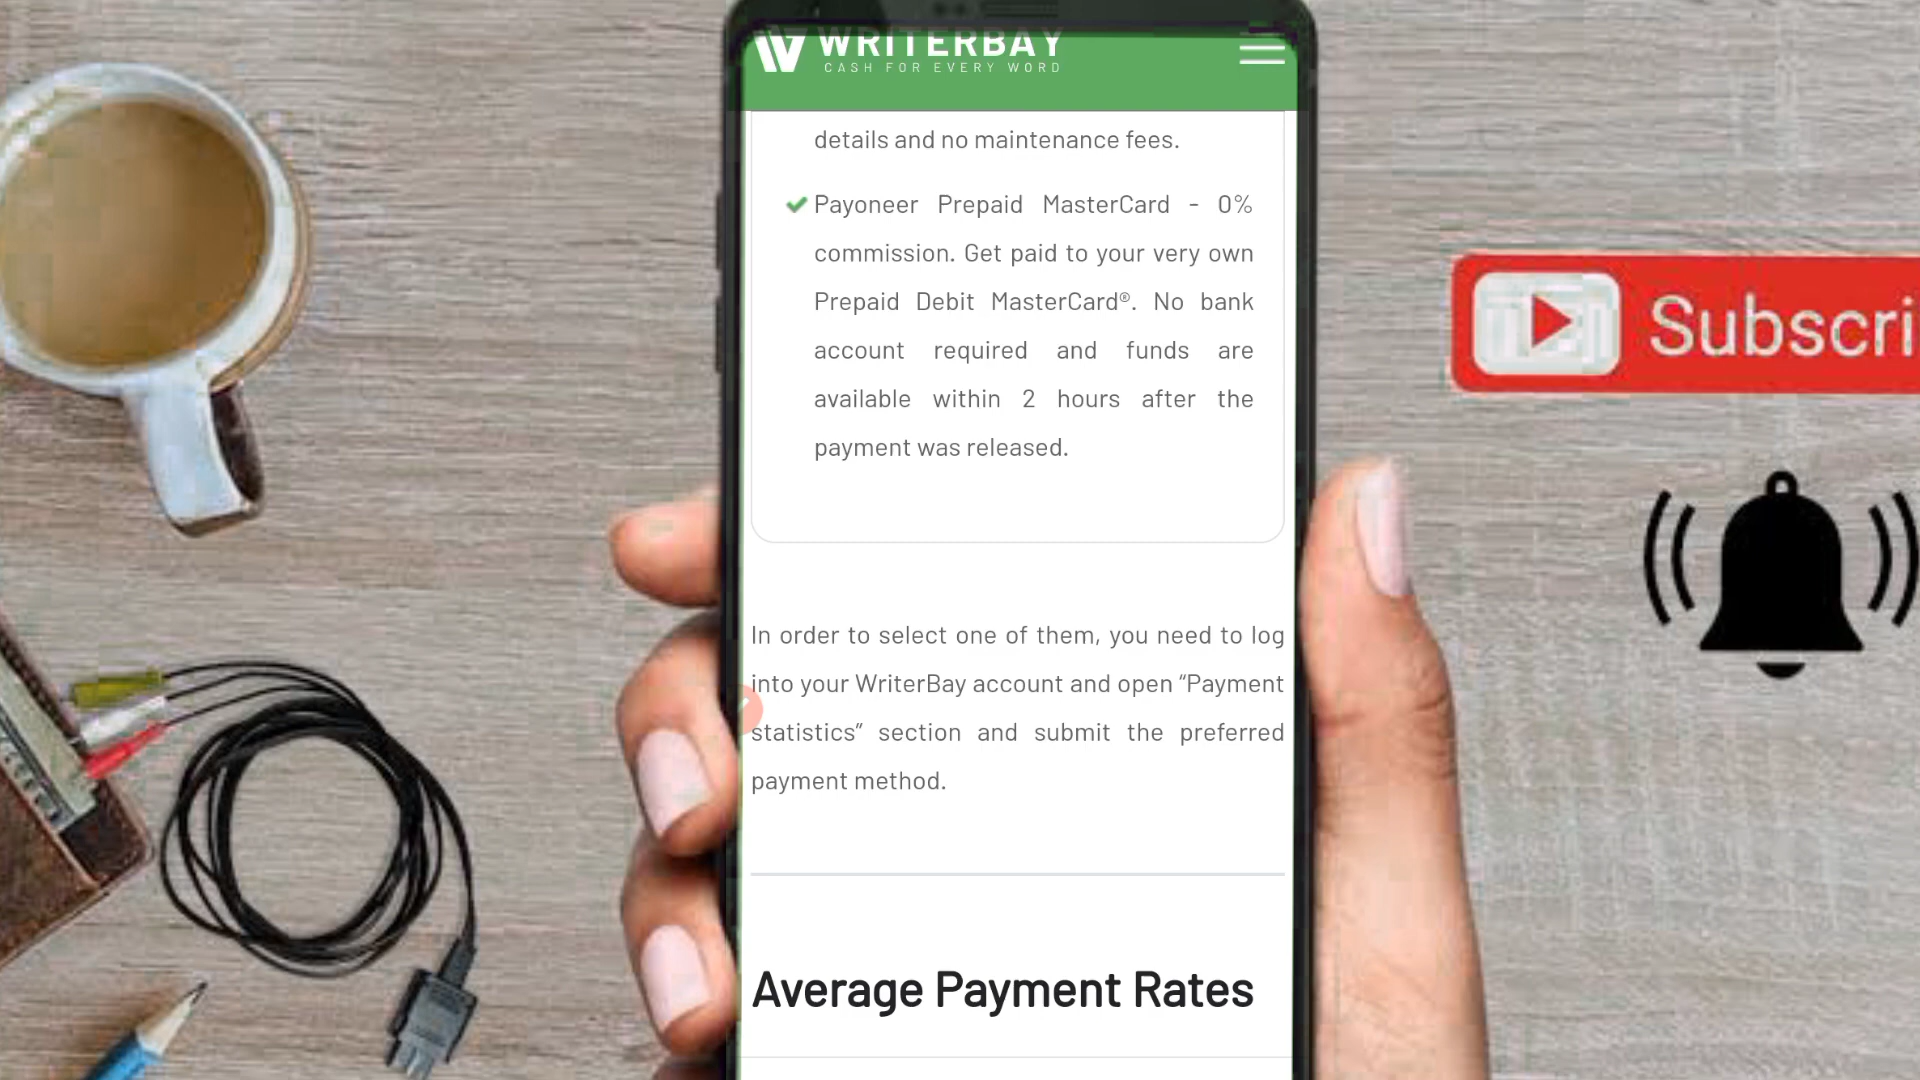 WRITERBAY
CASH FOR EVERY WORD
details and no maintenance fees.
Payoneer Prepaid MasterCard - 0%
commission. Get paid to your very own
Prepaid Debit MasterCard®. No bank
account required and funds are
available within 2 hours after the
payment was released.
In order to select one of them, you need to log
into your WriterBay account and open “Payment
statistics” section and submit the preferred
payment method.
Average Payment Rates
Subscri